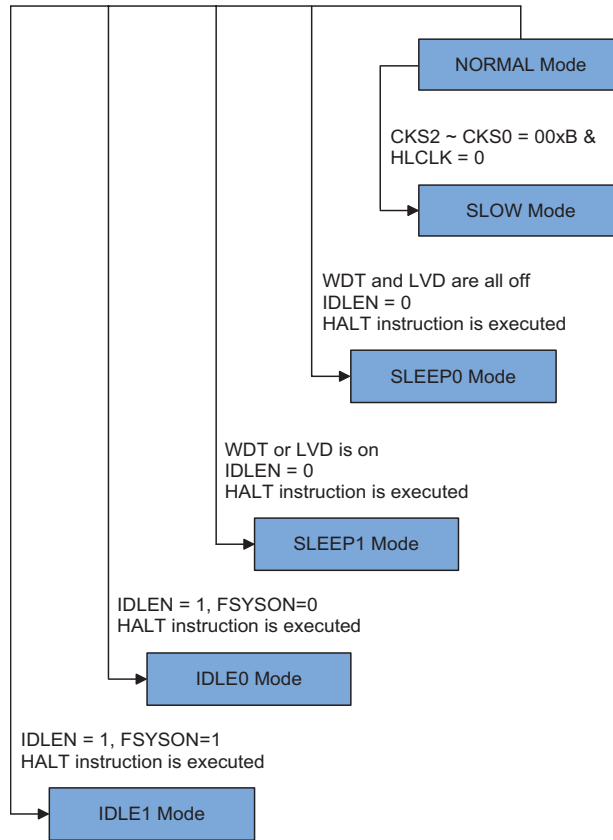 NORMAL Mode
CKS2 ~ CKS0 = 00xB &
HLCLK = 0
SLOW Mode
WDT and LVD are all off
IDLEN = 0
HALT instruction is executed
SLEEP0 Mode
WDT or LVD is on
IDLEN = 0
HALT instruction is executed
SLEEP1 Mode
IDLEN = 1, FSYSON=0
HALT instruction is executed
IDLE0 Mode
IDLEN = 1, FSYSON=1
HALT instruction is executed
IDLE1 Mode